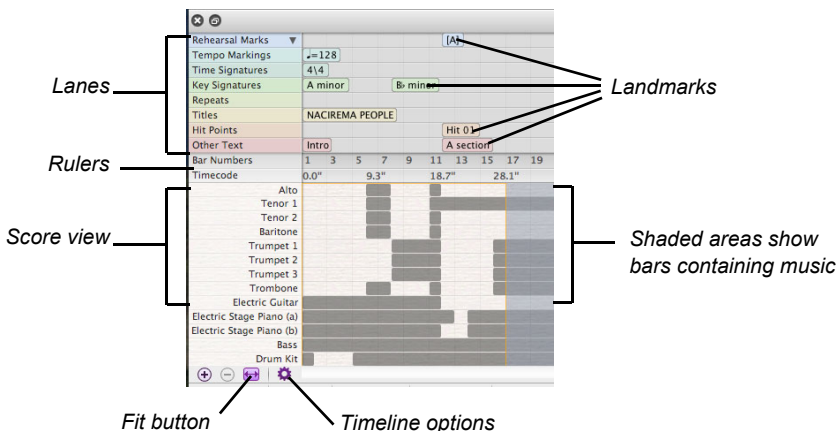 Rehearsal Marks ▼ [A]
Tempo Markings ♩=128
Time Signatures 4\4
Lanes Key Signatures A minor B♭ minor Landmarks
Repeats
Titles NACIREMA PEOPLE
Hit Points Hit 01
Other Text Intro A section
Rulers Bar Numbers 1 3 5 7 9 11 13 15 17 19
Timecode 0.0" 9.3" 18.7" 28.1"
Alto
Tenor 1
Tenor 2
Score view Baritone Shaded areas show
Trumpet 1 bars containing music
Trumpet 2
Trumpet 3
Trombone
Electric Guitar
Electric Stage Piano (a)
Electric Stage Piano (b)
Bass
Drum Kit
Fit button Timeline options